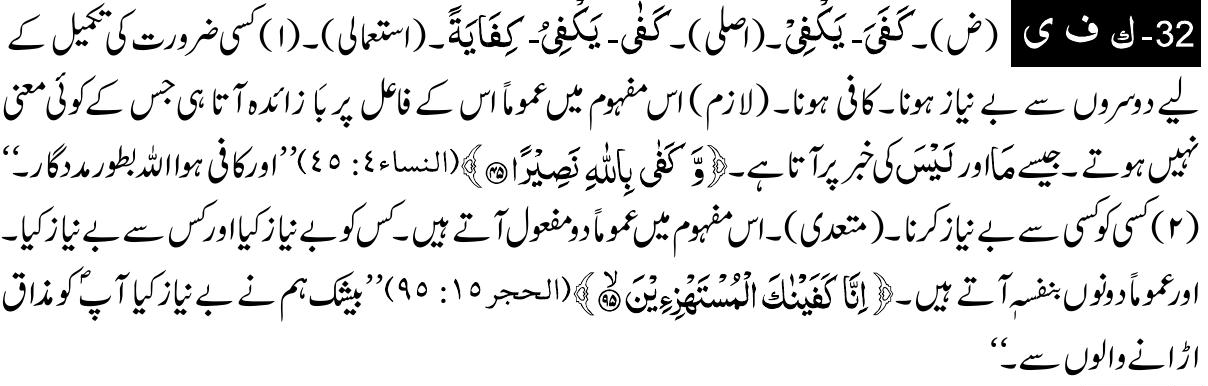 32- ك ف ى (ض)۔ كَفَىَ۔ يَكْفِىْ۔ (اصلی)۔ كَفٰى۔ يَكْفِىْ۔ كِفَايَةً۔ (استعمالی)۔ (۱) کسی ضرورت کی تکمیل کے
لیے دوسروں سے بے نیاز ہونا۔ کافی ہونا۔ (لازم) اس مفہوم میں عموماً اس کے فاعل پر بَا زائدہ آتا ہی جس کے کوئی معنی
نہیں ہوتے۔ جیسے مَا اور لَيْسَ کی خبر پر آتا ہے۔ ﴿وَّ كَفٰى بِاللّٰهِ نَصِيْرًا ﴿۴۵﴾﴾ (النساء٤: ٤٥) ’’اور کافی ہوا اللہ بطور مددگار۔‘‘
(۲) کسی کو کسی سے بے نیاز کرنا۔ (متعدی)۔ اس مفہوم میں عموماً دو مفعول آتے ہیں۔ کس کو بے نیاز کیا اور کس سے بے نیاز کیا۔
اور عموماً دونوں بنفسہٖ آتے ہیں۔ ﴿اِنَّا كَفَيْنٰكَ الْمُسْتَهْزِءِيْنَ ﴿ۙ۹۵﴾﴾ (الحجر ١٥: ٩٥) ’’بیشک ہم نے بے نیاز کیا آپؐ کو مذاق
اڑانے والوں سے۔‘‘